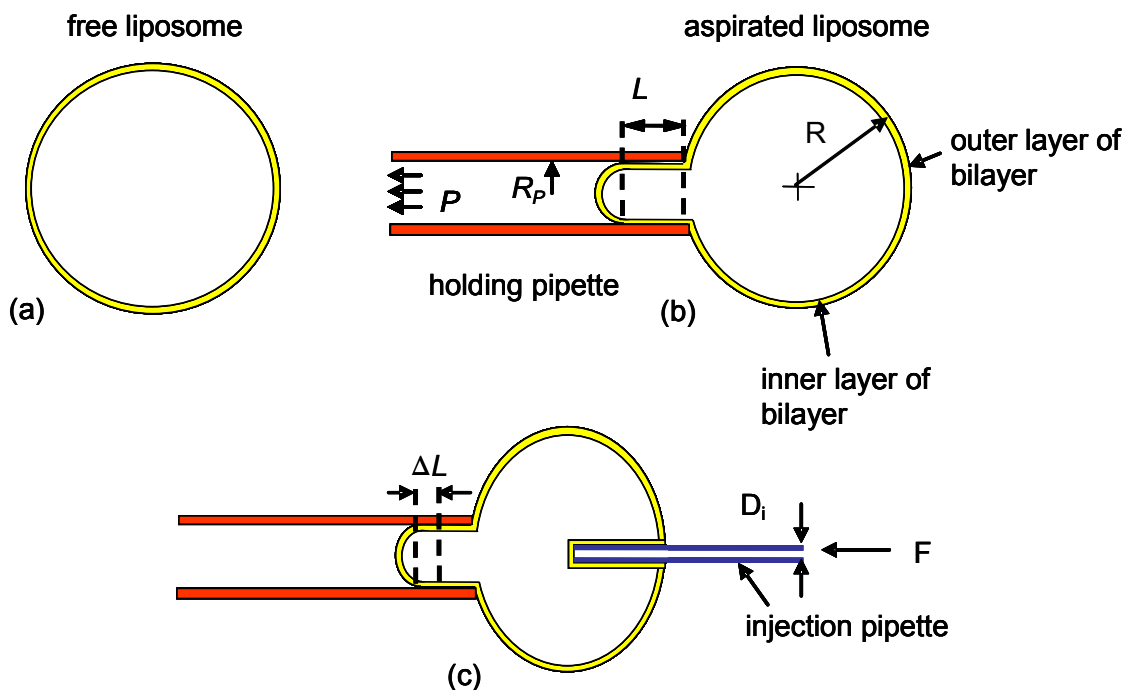 free liposome
aspirated liposome
L
R
outer layer of
bilayer
P
R_P
holding pipette
(a)
(b)
inner layer of
bilayer
ΔL
D_i
F
injection pipette
(c)